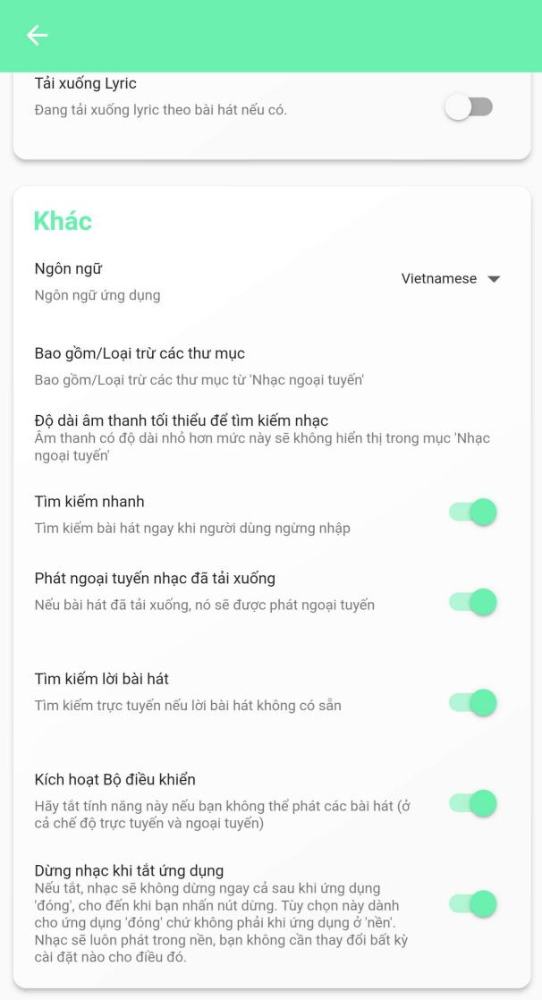 Tải xuống Lyric
Đang tải xuống lyric theo bài hát nếu có.
Khác
Ngôn ngữ
Vietnamese
Ngôn ngữ ứng dụng
Bao gồm/Loại trừ các thư mục
Bao gồm/Loại trừ các thư mục từ 'Nhạc ngoại tuyến'
Độ dài âm thanh tối thiểu để tìm kiếm nhạc
Âm thanh có độ dài nhỏ hơn mức này sẽ không hiển thị trong mục 'Nhạc
ngoại tuyến'
Tìm kiếm nhanh
Tìm kiếm bài hát ngay khi người dùng ngừng nhập
Phát ngoại tuyến nhạc đã tải xuống
Nếu bài hát đã tải xuống, nó sẽ được phát ngoại tuyến
Tìm kiếm lời bài hát
Tìm kiếm trực tuyến nếu lời bài hát không có sẵn
Kích hoạt Bộ điều khiển
Hãy tắt tính năng này nếu bạn không thể phát các bài hát (ở
cả chế độ trực tuyến và ngoại tuyến)
Dừng nhạc khi tắt ứng dụng
Nếu tắt, nhạc sẽ không dừng ngay cả sau khi ứng dụng
'đóng', cho đến khi bạn nhấn nút dừng. Tùy chọn này dành
cho ứng dụng 'đóng' chứ không phải khi ứng dụng ở 'nền'.
Nhạc sẽ luôn phát trong nền, bạn không cần thay đổi bất kỳ
cài đặt nào cho điều đó.